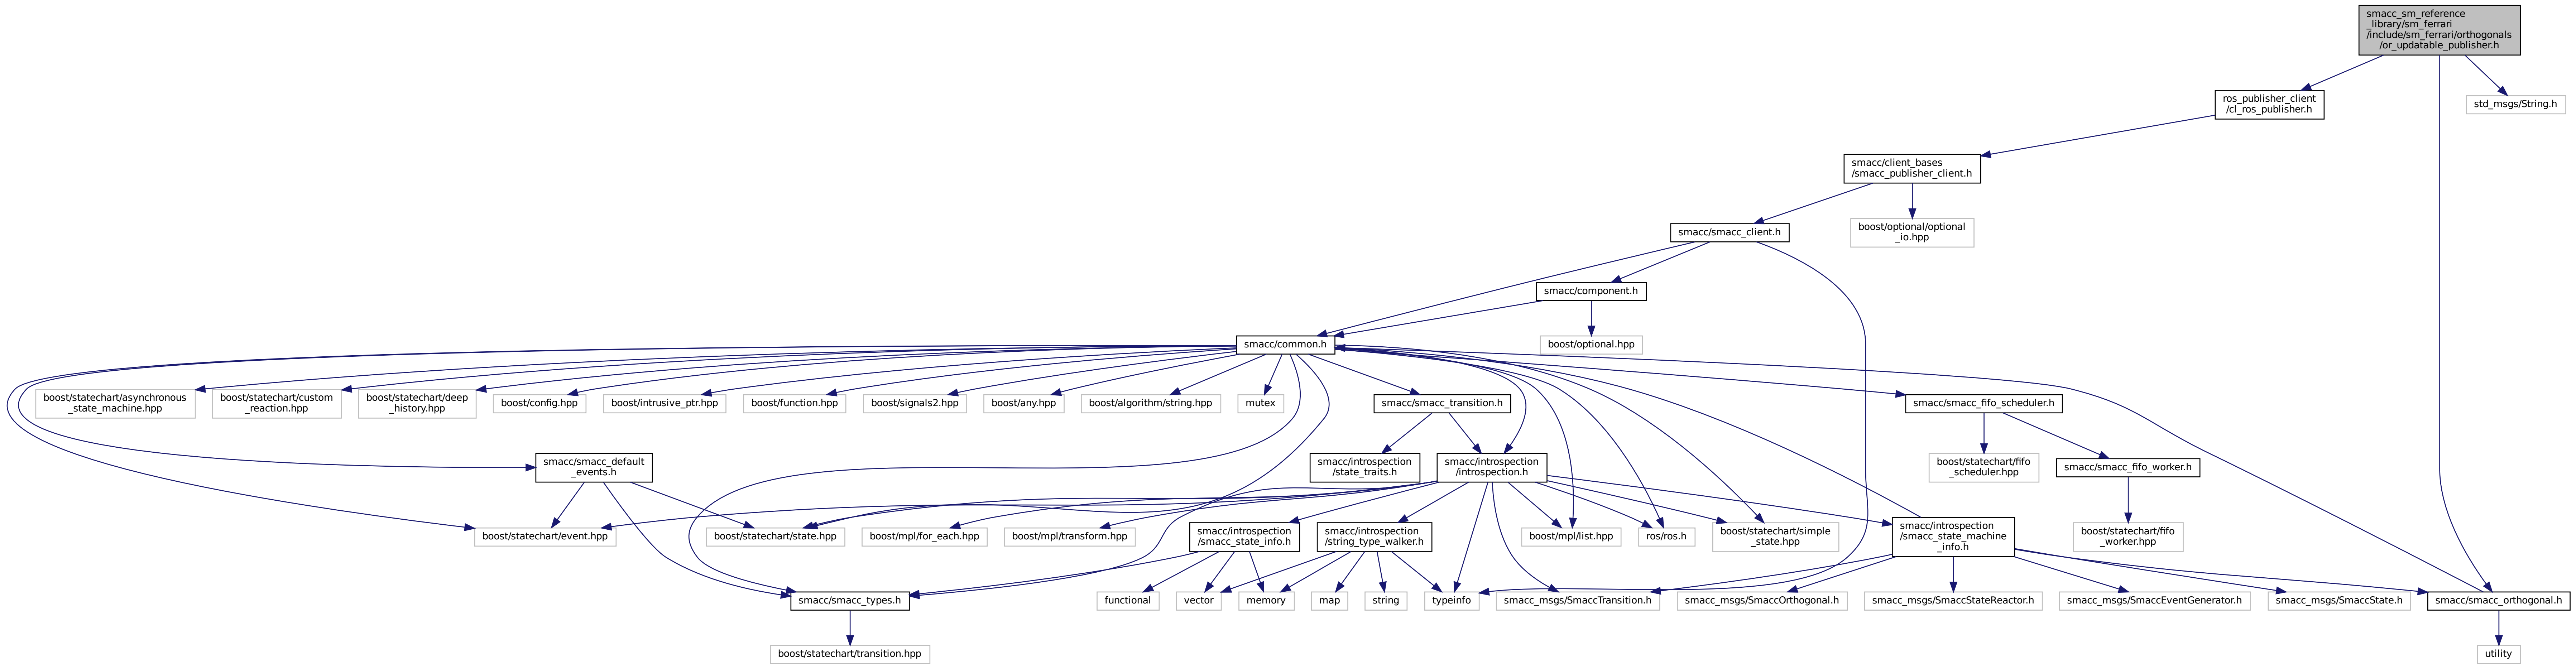 smacc_sm_reference
_library/sm_ferrari
/include/sm_ferrari/orthogonals
/or_updatable_publisher.h
ros_publisher_client
/cl_ros_publisher.h
std_msgs/String.h
smacc/client_bases
/smacc_publisher_client.h
smacc/smacc_client.h
boost/optional/optional
_io.hpp
smacc/component.h
smacc/common.h
boost/optional.hpp
boost/statechart/asynchronous
_state_machine.hpp
boost/statechart/custom
_reaction.hpp
boost/statechart/deep
_history.hpp
boost/config.hpp
boost/intrusive_ptr.hpp
boost/function.hpp
boost/signals2.hpp
boost/any.hpp
boost/algorithm/string.hpp
mutex
smacc/smacc_transition.h
smacc/smacc_fifo_scheduler.h
smacc/smacc_default
_events.h
smacc/introspection
/state_traits.h
smacc/introspection
/introspection.h
boost/statechart/fifo
_scheduler.hpp
smacc/smacc_fifo_worker.h
boost/statechart/event.hpp
boost/statechart/state.hpp
boost/mpl/for_each.hpp
boost/mpl/transform.hpp
smacc/introspection
/smacc_state_info.h
smacc/introspection
/string_type_walker.h
boost/mpl/list.hpp
ros/ros.h
boost/statechart/simple
_state.hpp
smacc/introspection
/smacc_state_machine
_info.h
boost/statechart/fifo
_worker.hpp
smacc/smacc_types.h
functional
vector
memory
map
string
typeinfo
smacc_msgs/SmaccTransition.h
smacc_msgs/SmaccOrthogonal.h
smacc_msgs/SmaccStateReactor.h
smacc_msgs/SmaccEventGenerator.h
smacc_msgs/SmaccState.h
smacc/smacc_orthogonal.h
boost/statechart/transition.hpp
utility